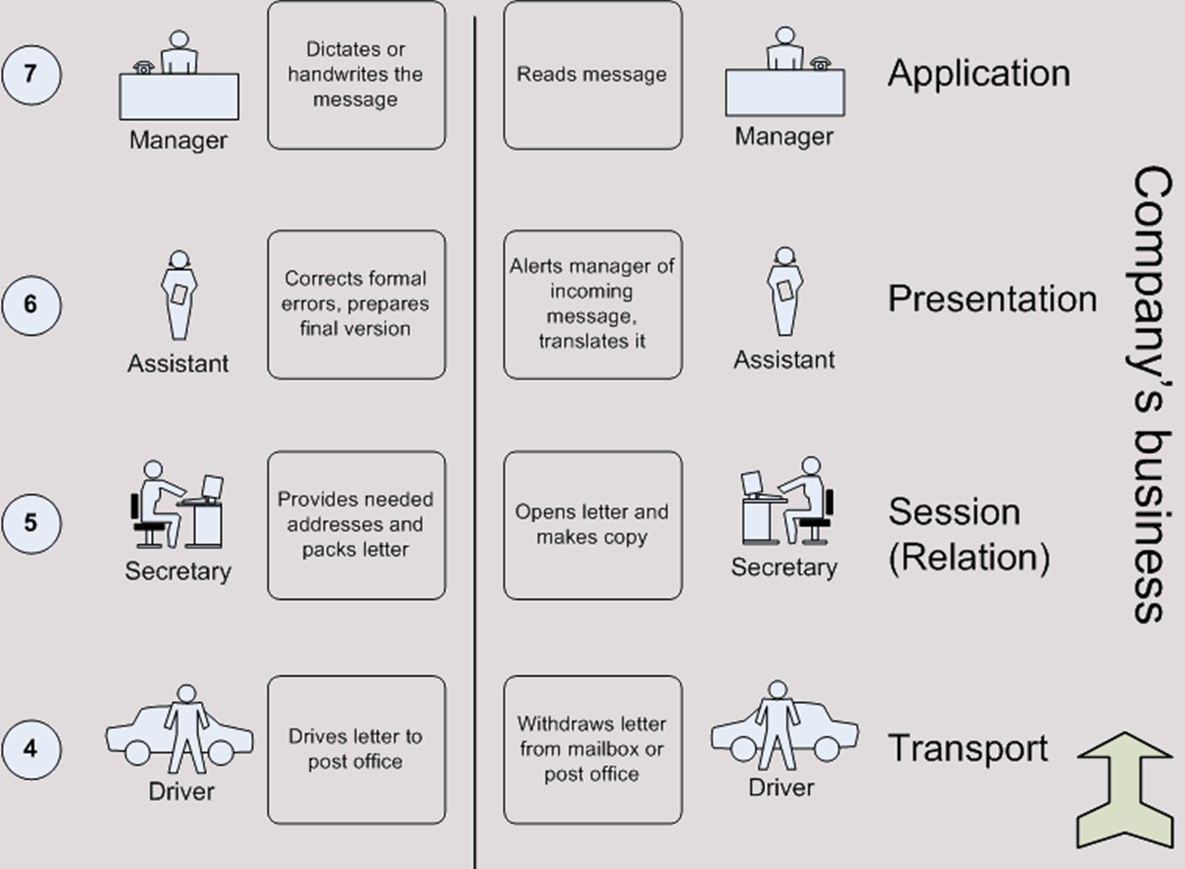 7
Manager
Dictates or
handwrites the
message
Reads message
Manager
Application
6
Assistant
Corrects formal
errors, prepares
final version
Alerts manager of
incoming
message,
translates it
Assistant
Presentation
5
Secretary
Provides needed
addresses and
packs letter
Opens letter and
makes copy
Secretary
Session
(Relation)
4
Driver
Drives letter to
post office
Withdraws letter
from mailbox or
post office
Driver
Transport
Company's business